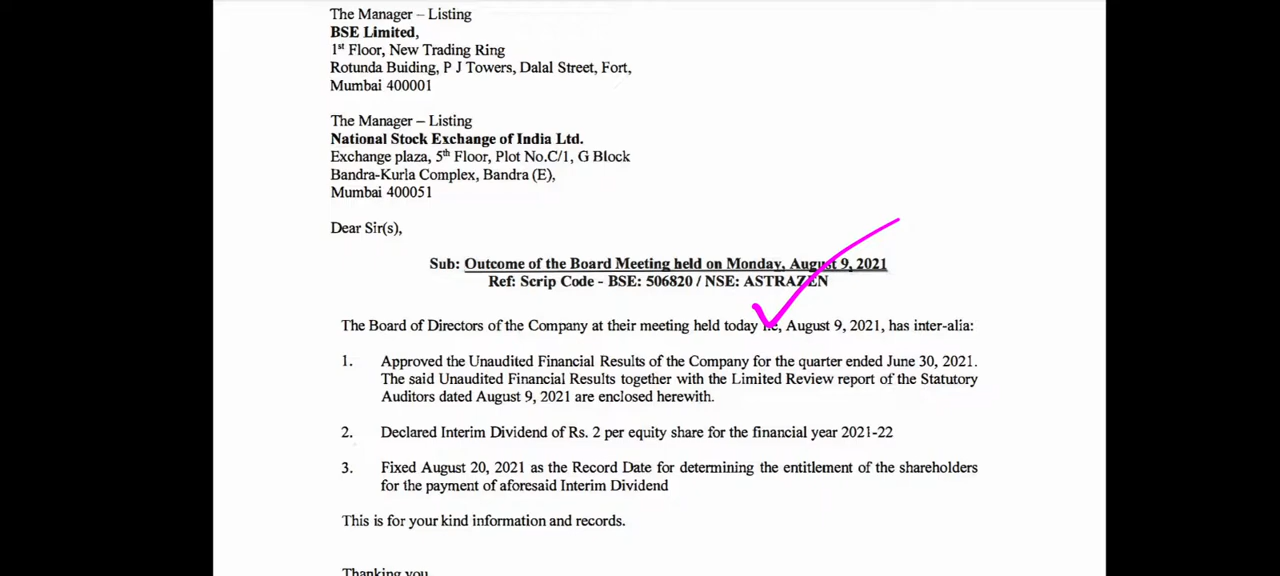 The Manager – Listing
BSE Limited,
1st Floor, New Trading Ring
Rotunda Buiding, P J Towers, Dalal Street, Fort,
Mumbai 400001
The Manager – Listing
National Stock Exchange of India Ltd.
Exchange plaza, 5th Floor, Plot No.C/1, G Block
Bandra-Kurla Complex, Bandra (E),
Mumbai 400051
Dear Sir(s),
Sub: Outcome of the Board Meeting held on Monday, August 9, 2021
Ref: Scrip Code - BSE: 506820 / NSE: ASTRAZEN
The Board of Directors of the Company at their meeting held today August 9, 2021, has inter-alia:
1. Approved the Unaudited Financial Results of the Company for the quarter ended June 30, 2021.
The said Unaudited Financial Results together with the Limited Review report of the Statutory
Auditors dated August 9, 2021 are enclosed herewith.
2. Declared Interim Dividend of Rs. 2 per equity share for the financial year 2021-22
3. Fixed August 20, 2021 as the Record Date for determining the entitlement of the shareholders
for the payment of aforesaid Interim Dividend
This is for your kind information and records.
Thanking you